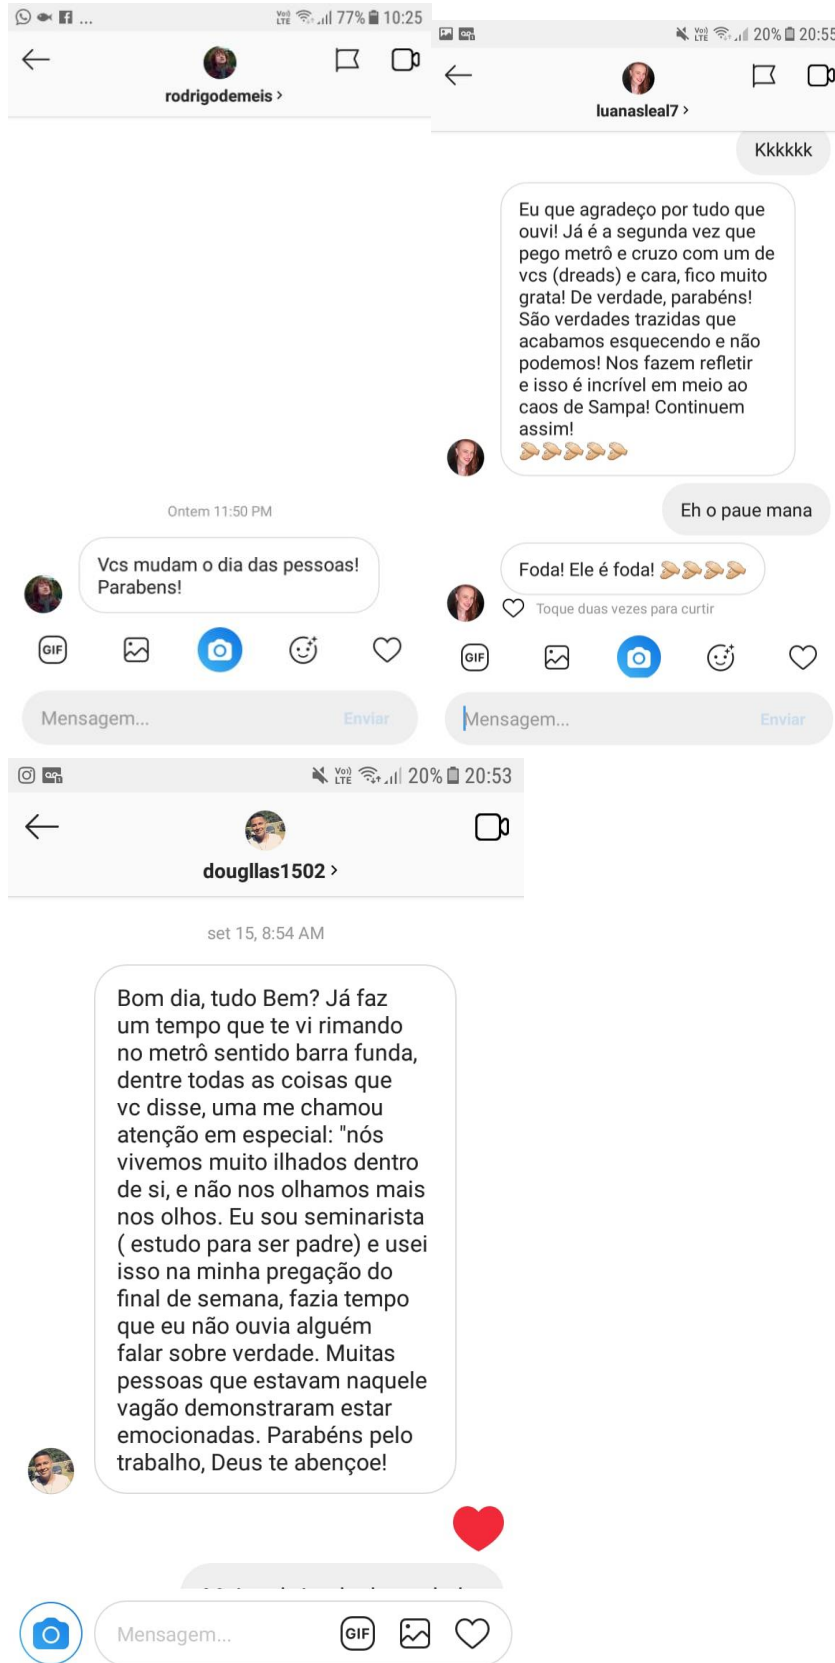 ... 77% 10:25
rodrigodemeis >
Ontem 11:50 PM
Vcs mudam o dia das pessoas!
Parabens!
GIF
Mensagem... Enviar
20% 20:55
luanasleal7 >
Kkkkkk
Eu que agradeço por tudo que
ouvi! Já é a segunda vez que
pego metrô e cruzo com um de
vcs (dreads) e cara, fico muito
grata! De verdade, parabéns!
São verdades trazidas que
acabamos esquecendo e não
podemos! Nos fazem refletir
e isso é incrível em meio ao
caos de Sampa! Continuem
assim!
👏🏼👏🏼👏🏼👏🏼👏🏼
Eh o paue mana
Foda! Ele é foda! 👏🏼👏🏼👏🏼👏🏼
Toque duas vezes para curtir
GIF
Mensagem... Enviar
20% 20:53
dougllas1502 >
set 15, 8:54 AM
Bom dia, tudo Bem? Já faz
um tempo que te vi rimando
no metrô sentido barra funda,
dentre todas as coisas que
vc disse, uma me chamou
atenção em especial: "nós
vivemos muito ilhados dentro
de si, e não nos olhamos mais
nos olhos. Eu sou seminarista
( estudo para ser padre) e usei
isso na minha pregação do
final de semana, fazia tempo
que eu não ouvia alguém
falar sobre verdade. Muitas
pessoas que estavam naquele
vagão demonstraram estar
emocionadas. Parabéns pelo
trabalho, Deus te abençoe!
Mensagem... GIF